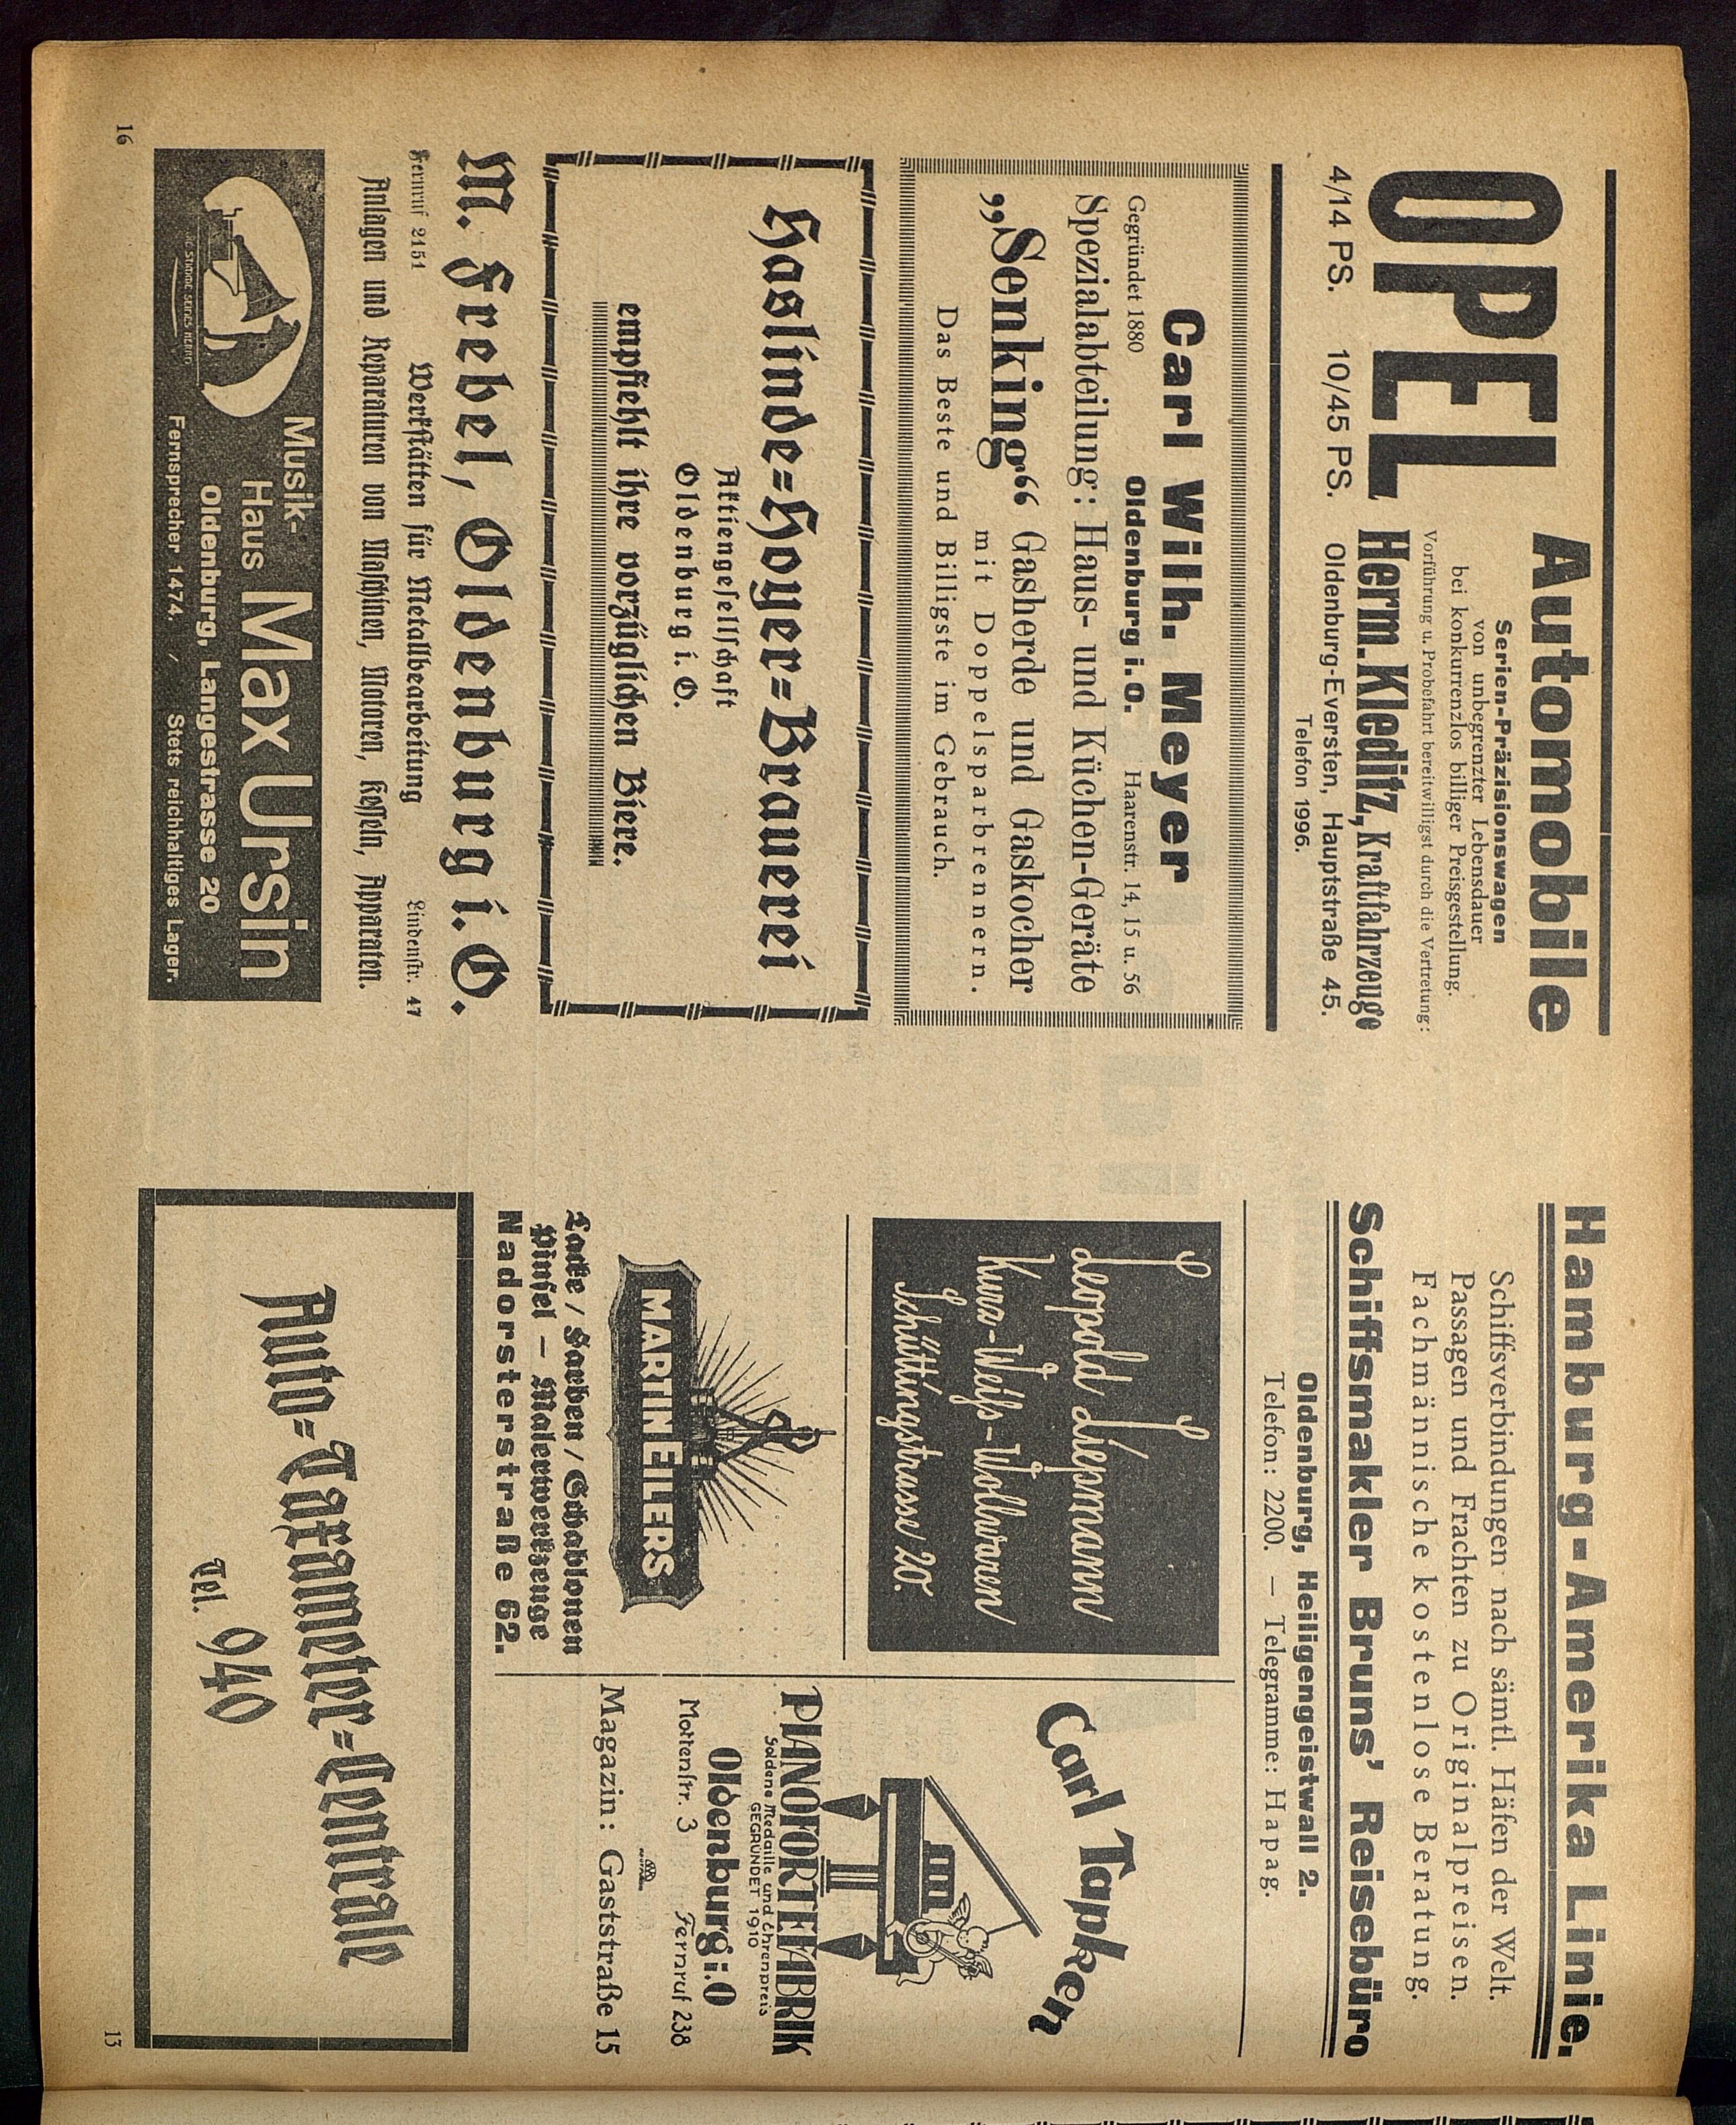 OPEL Automobile
4/14 PS. 10/45 PS.
Serien-Präzisionswagen
von unbegrenzter Lebensdauer
bei konkurrenzlos billiger Preisgestellung.
Vorführung u. Probefahrt bereitwilligst durch die Vertretung:
Herm. Kleditz, Kraftfahrzeuge
Oldenburg-Eversten, Hauptstraße 45.
Telefon 1996.
Carl Wilh. Meyer
Gegründet 1880 Oldenburg i. O. Haarenstr. 14, 15 u. 56
Spezialabteilung: Haus- und Küchen-Geräte
„Senking“ Gasherde und Gaskocher
mit Doppelsparbrennern.
Das Beste und Billigste im Gebrauch.
Haslinde=Hoyer=Brauerei
Aktiengesellschaft
Oldenburg i. O.
empfiehlt ihre vorzüglichen Biere.
M. Frebel, Oldenburg i. O.
Fernruf 2151 Werkstätten für Metallbearbeitung Lindenstr. 47
Anlagen und Reparaturen von Maschinen, Motoren, Kesseln, Apparaten.
DIE STIMME SEINES HERRN
Musik-
Haus Max Ursin
Oldenburg, Langestrasse 20
Fernsprecher 1474. / Stets reichhaltiges Lager.
16
Hamburg-Amerika Linie.
Schiffsverbindungen nach sämtl. Häfen der Welt.
Passagen und Frachten zu Originalpreisen.
Fachmännische kostenlose Beratung.
Schiffsmakler Bruns' Reisebüro
Oldenburg, Heiligengeistwall 2.
Telefon: 2200. — Telegramme: Hapag.
Leopold Liepmann
Kurz-Weiß-Wollwaren
Schüttingstrasse 20.
MARTIN EILERS
Lacke / Farben / Schablonen
Pinsel — Malerwerkzeuge
Nadorsterstraße 62.
Carl Tapken
PIANOFORTEFABRIK
Goldene Medaille und Ehrenpreis
GEGRÜNDET 1910
Oldenburg i. O
Mottenstr. 3 Fernruf 238
Magazin: Gaststraße 15
Auto=Taxameter=Zentrale
Tel. 940
13